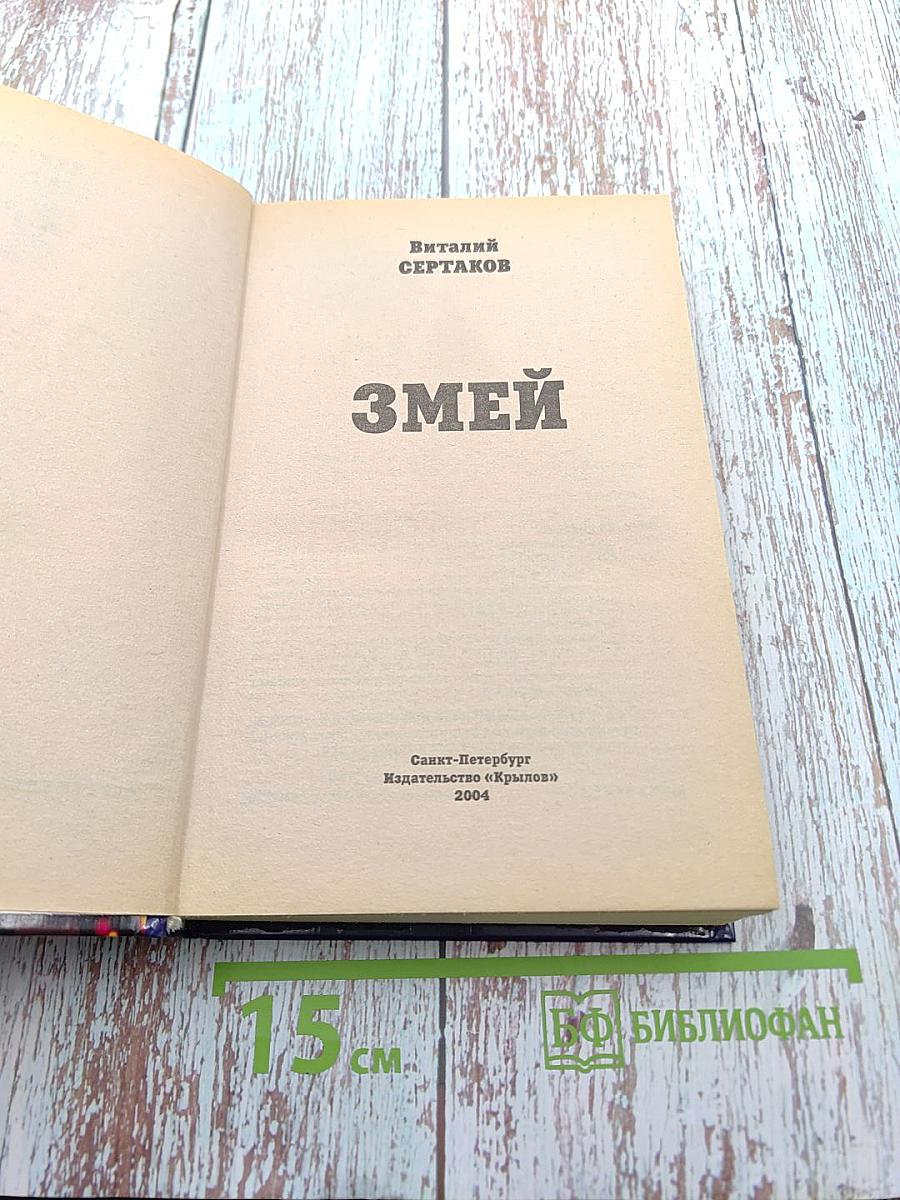 Виталий
СЕРТАКОВ
ЗМЕЙ
Санкт-Петербург
Издательство «Крылов»
2004
15 см
БФ БИБЛИОФАН